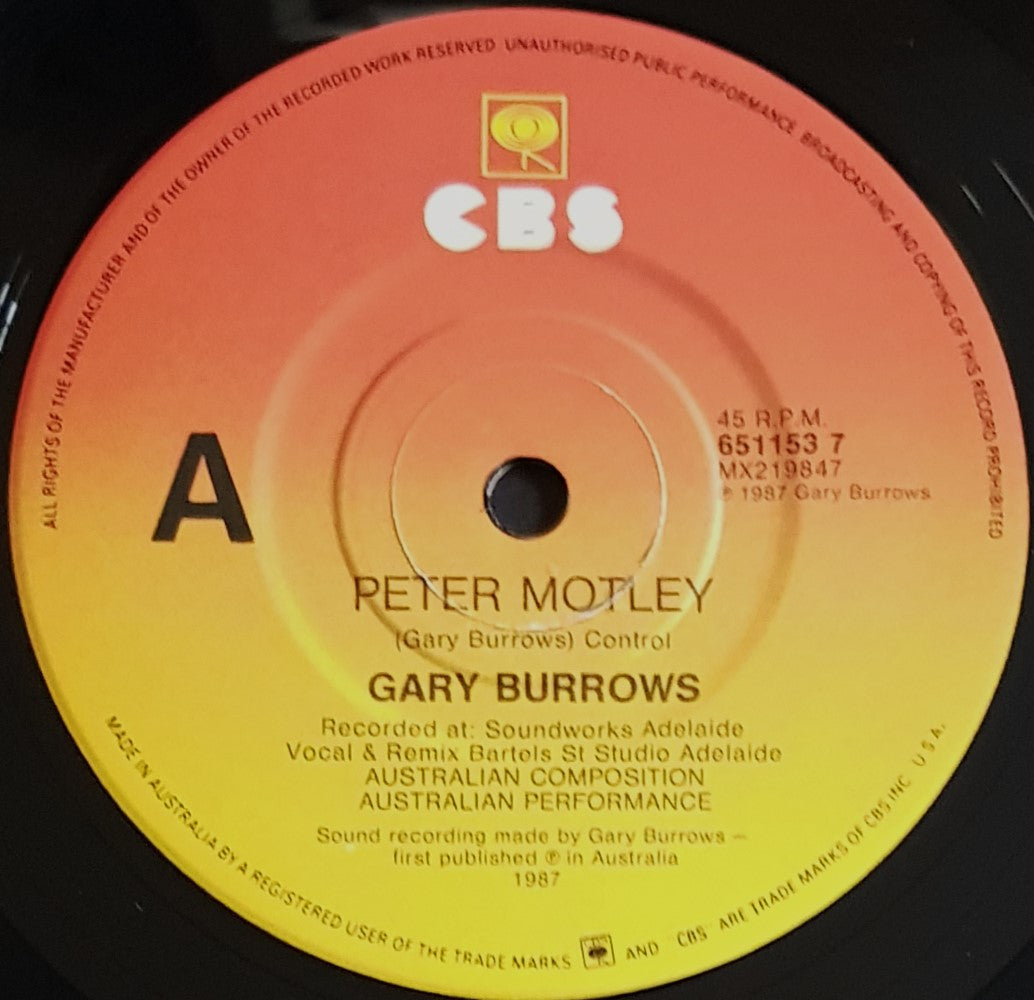 ALL RIGHTS OF THE MANUFACTURER AND OF THE OWNER OF THE RECORDED WORK RESERVED UNAUTHORISED PUBLIC PERFORMANCE BROADCASTING AND COPYING OF THIS RECORD PROHIBITED
CBS
A
45 R.P.M.
651153 7
MX219847
℗ 1987 Gary Burrows
PETER MOTLEY
(Gary Burrows) Control
GARY BURROWS
Recorded at: Soundworks Adelaide
Vocal & Remix Bartels St Studio Adelaide
AUSTRALIAN COMPOSITION
AUSTRALIAN PERFORMANCE
Sound recording made by Gary Burrows –
first published ℗ in Australia
1987
MADE IN AUSTRALIA BY A REGISTERED USER OF THE TRADE MARKS CBS AND "CBS" ARE TRADE MARKS OF CBS INC U.S.A.